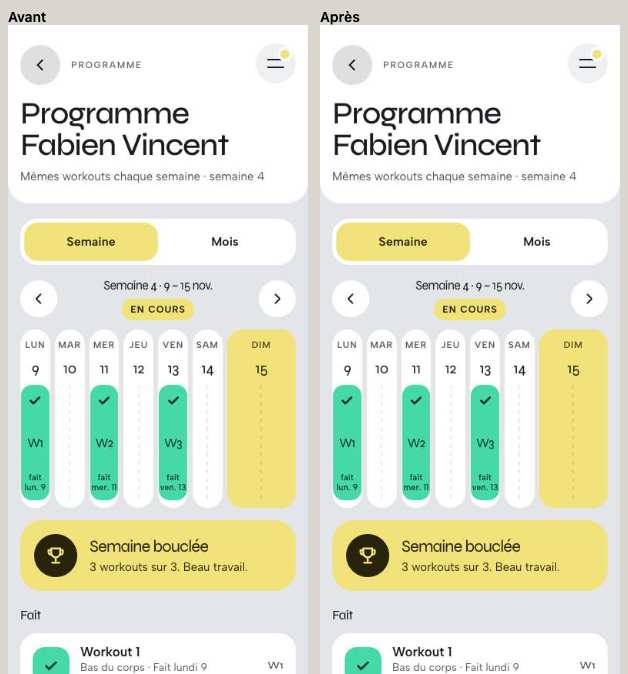 Avant
PROGRAMME
Programme
Fabien Vincent
Mêmes workouts chaque semaine · semaine 4
Semaine Mois
Semaine 4 · 9 – 15 nov.
EN COURS
LUN MAR MER JEU VEN SAM DIM
9 10 11 12 13 14 15
W1 W2 W3
fait fait fait
lun. 9 mer. 11 ven. 13
Semaine bouclée
3 workouts sur 3. Beau travail.
Fait
Workout 1
Bas du corps · Fait lundi 9 W1
Après
PROGRAMME
Programme
Fabien Vincent
Mêmes workouts chaque semaine · semaine 4
Semaine Mois
Semaine 4 · 9 – 15 nov.
EN COURS
LUN MAR MER JEU VEN SAM DIM
9 10 11 12 13 14 15
W1 W2 W3
fait fait fait
lun. 9 mer. 11 ven. 13
Semaine bouclée
3 workouts sur 3. Beau travail.
Fait
Workout 1
Bas du corps · Fait lundi 9 W1